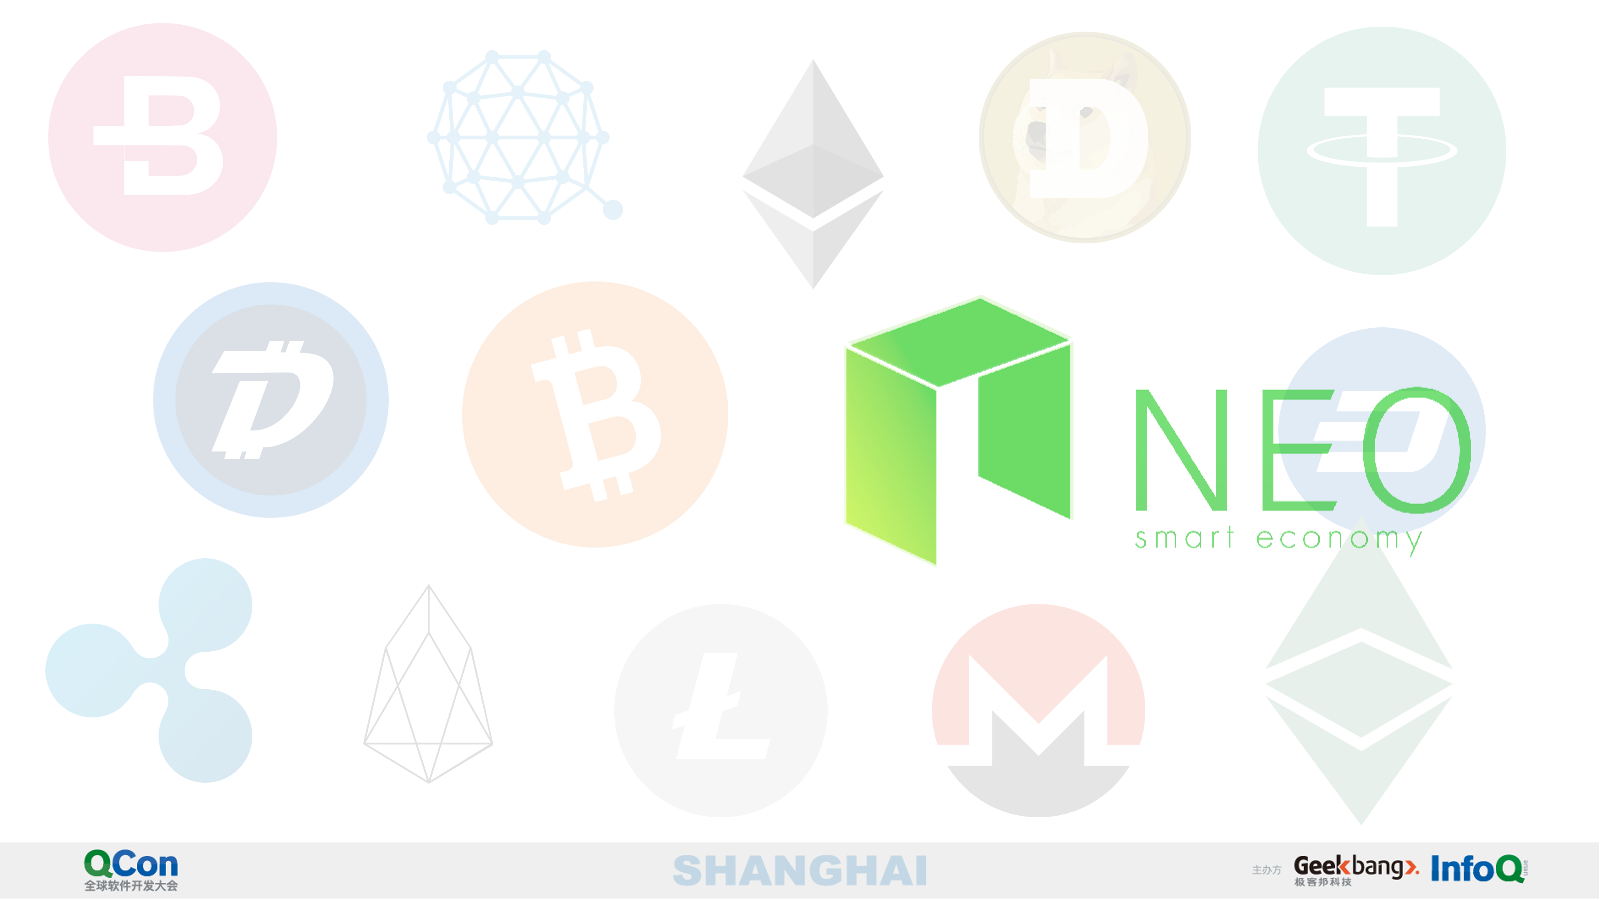 NEO
smart economy
QCon
全球软件开发大会
SHANGHAI
主办方
Geekbang>.
极客邦科技
InfoQ